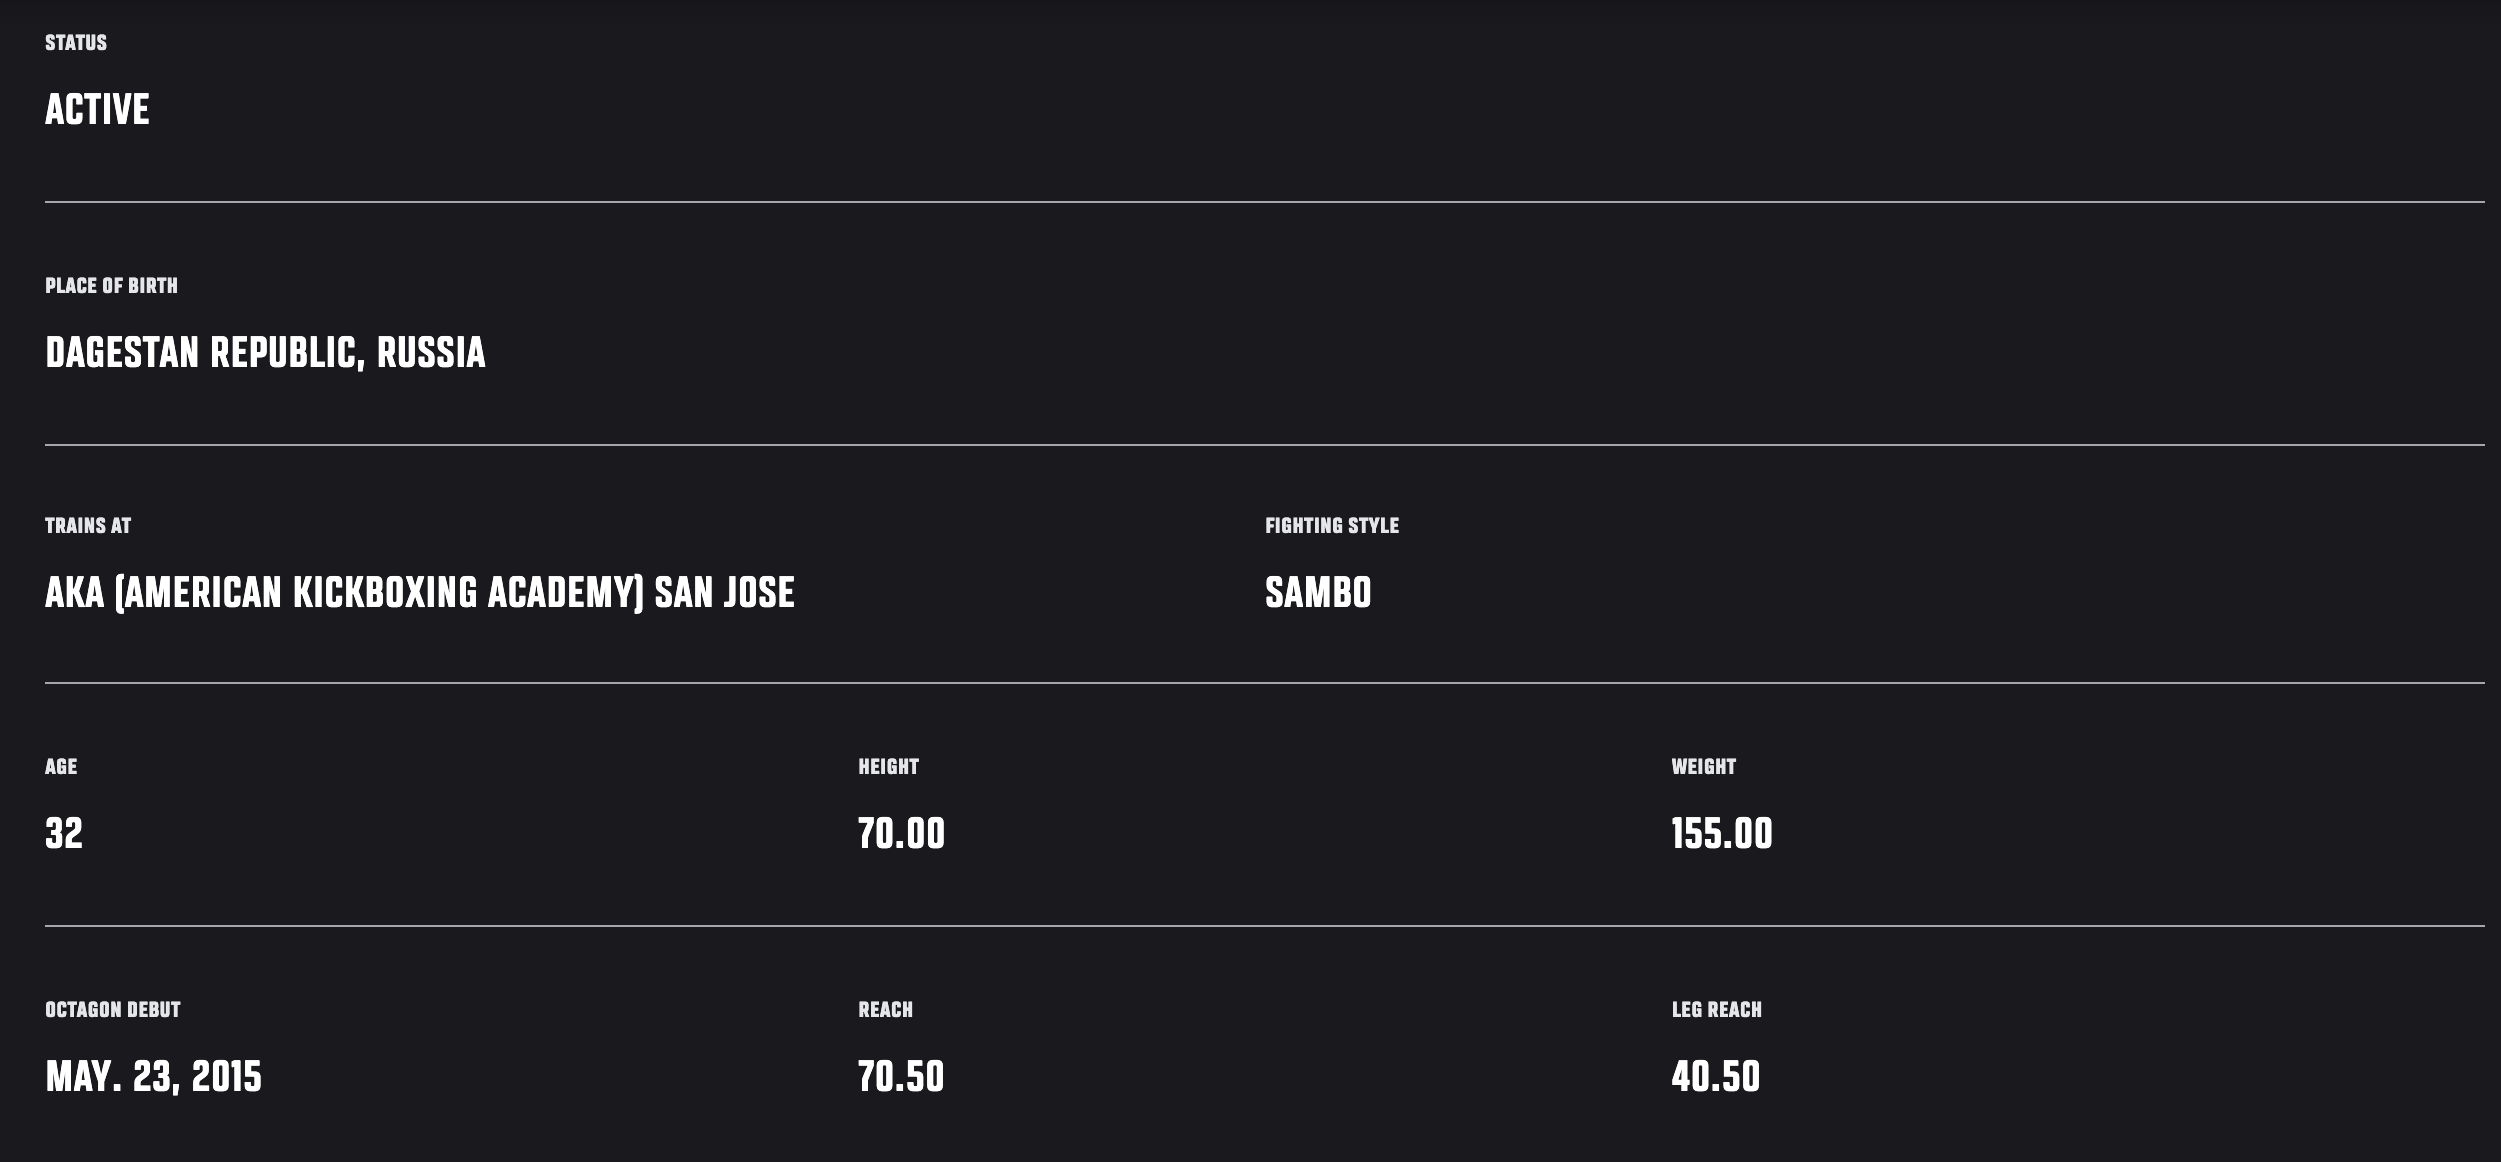 STATUS
ACTIVE
PLACE OF BIRTH
DAGESTAN REPUBLIC, RUSSIA
TRAINS AT
AKA (AMERICAN KICKBOXING ACADEMY) SAN JOSE
FIGHTING STYLE
SAMBO
AGE
32
HEIGHT
70.00
WEIGHT
155.00
OCTAGON DEBUT
MAY. 23, 2015
REACH
70.50
LEG REACH
40.50